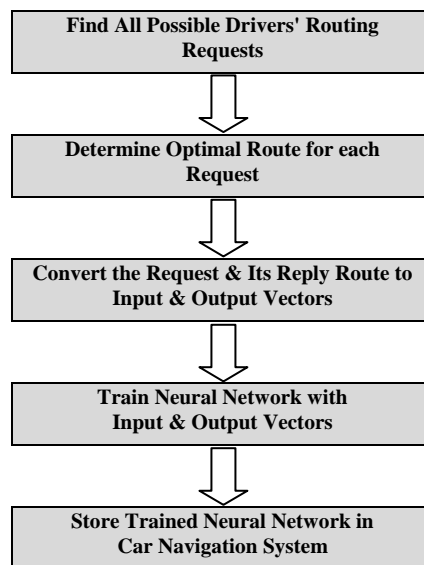 Find All Possible Drivers' Routing
Requests
Determine Optimal Route for each
Request
Convert the Request & Its Reply Route to
Input & Output Vectors
Train Neural Network with
Input & Output Vectors
Store Trained Neural Network in
Car Navigation System